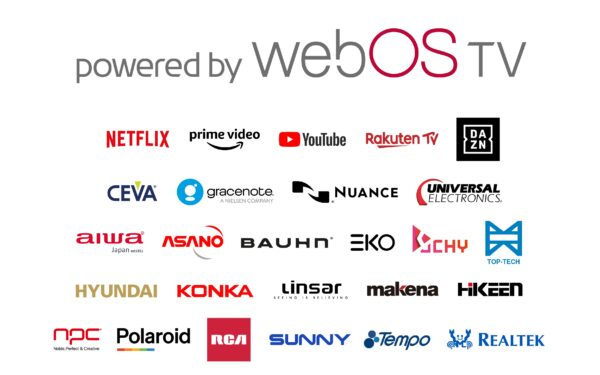 powered by webOS TV
NETFLIX prime video YouTube Rakuten TV DAZN
CEVA gracenote. NUANCE UNIVERSAL
A NIELSEN COMPANY ELECTRONICS.
aiwa ASANO BAUHN EKO CHY
Japan TOP-TECH
HYUNDAI KONKA Linsar makena HiKEEN
SEEING IS BELIEVING
npc Polaroid RCA SUNNY Tempo REALTEK
Noble, Perfect & Creative